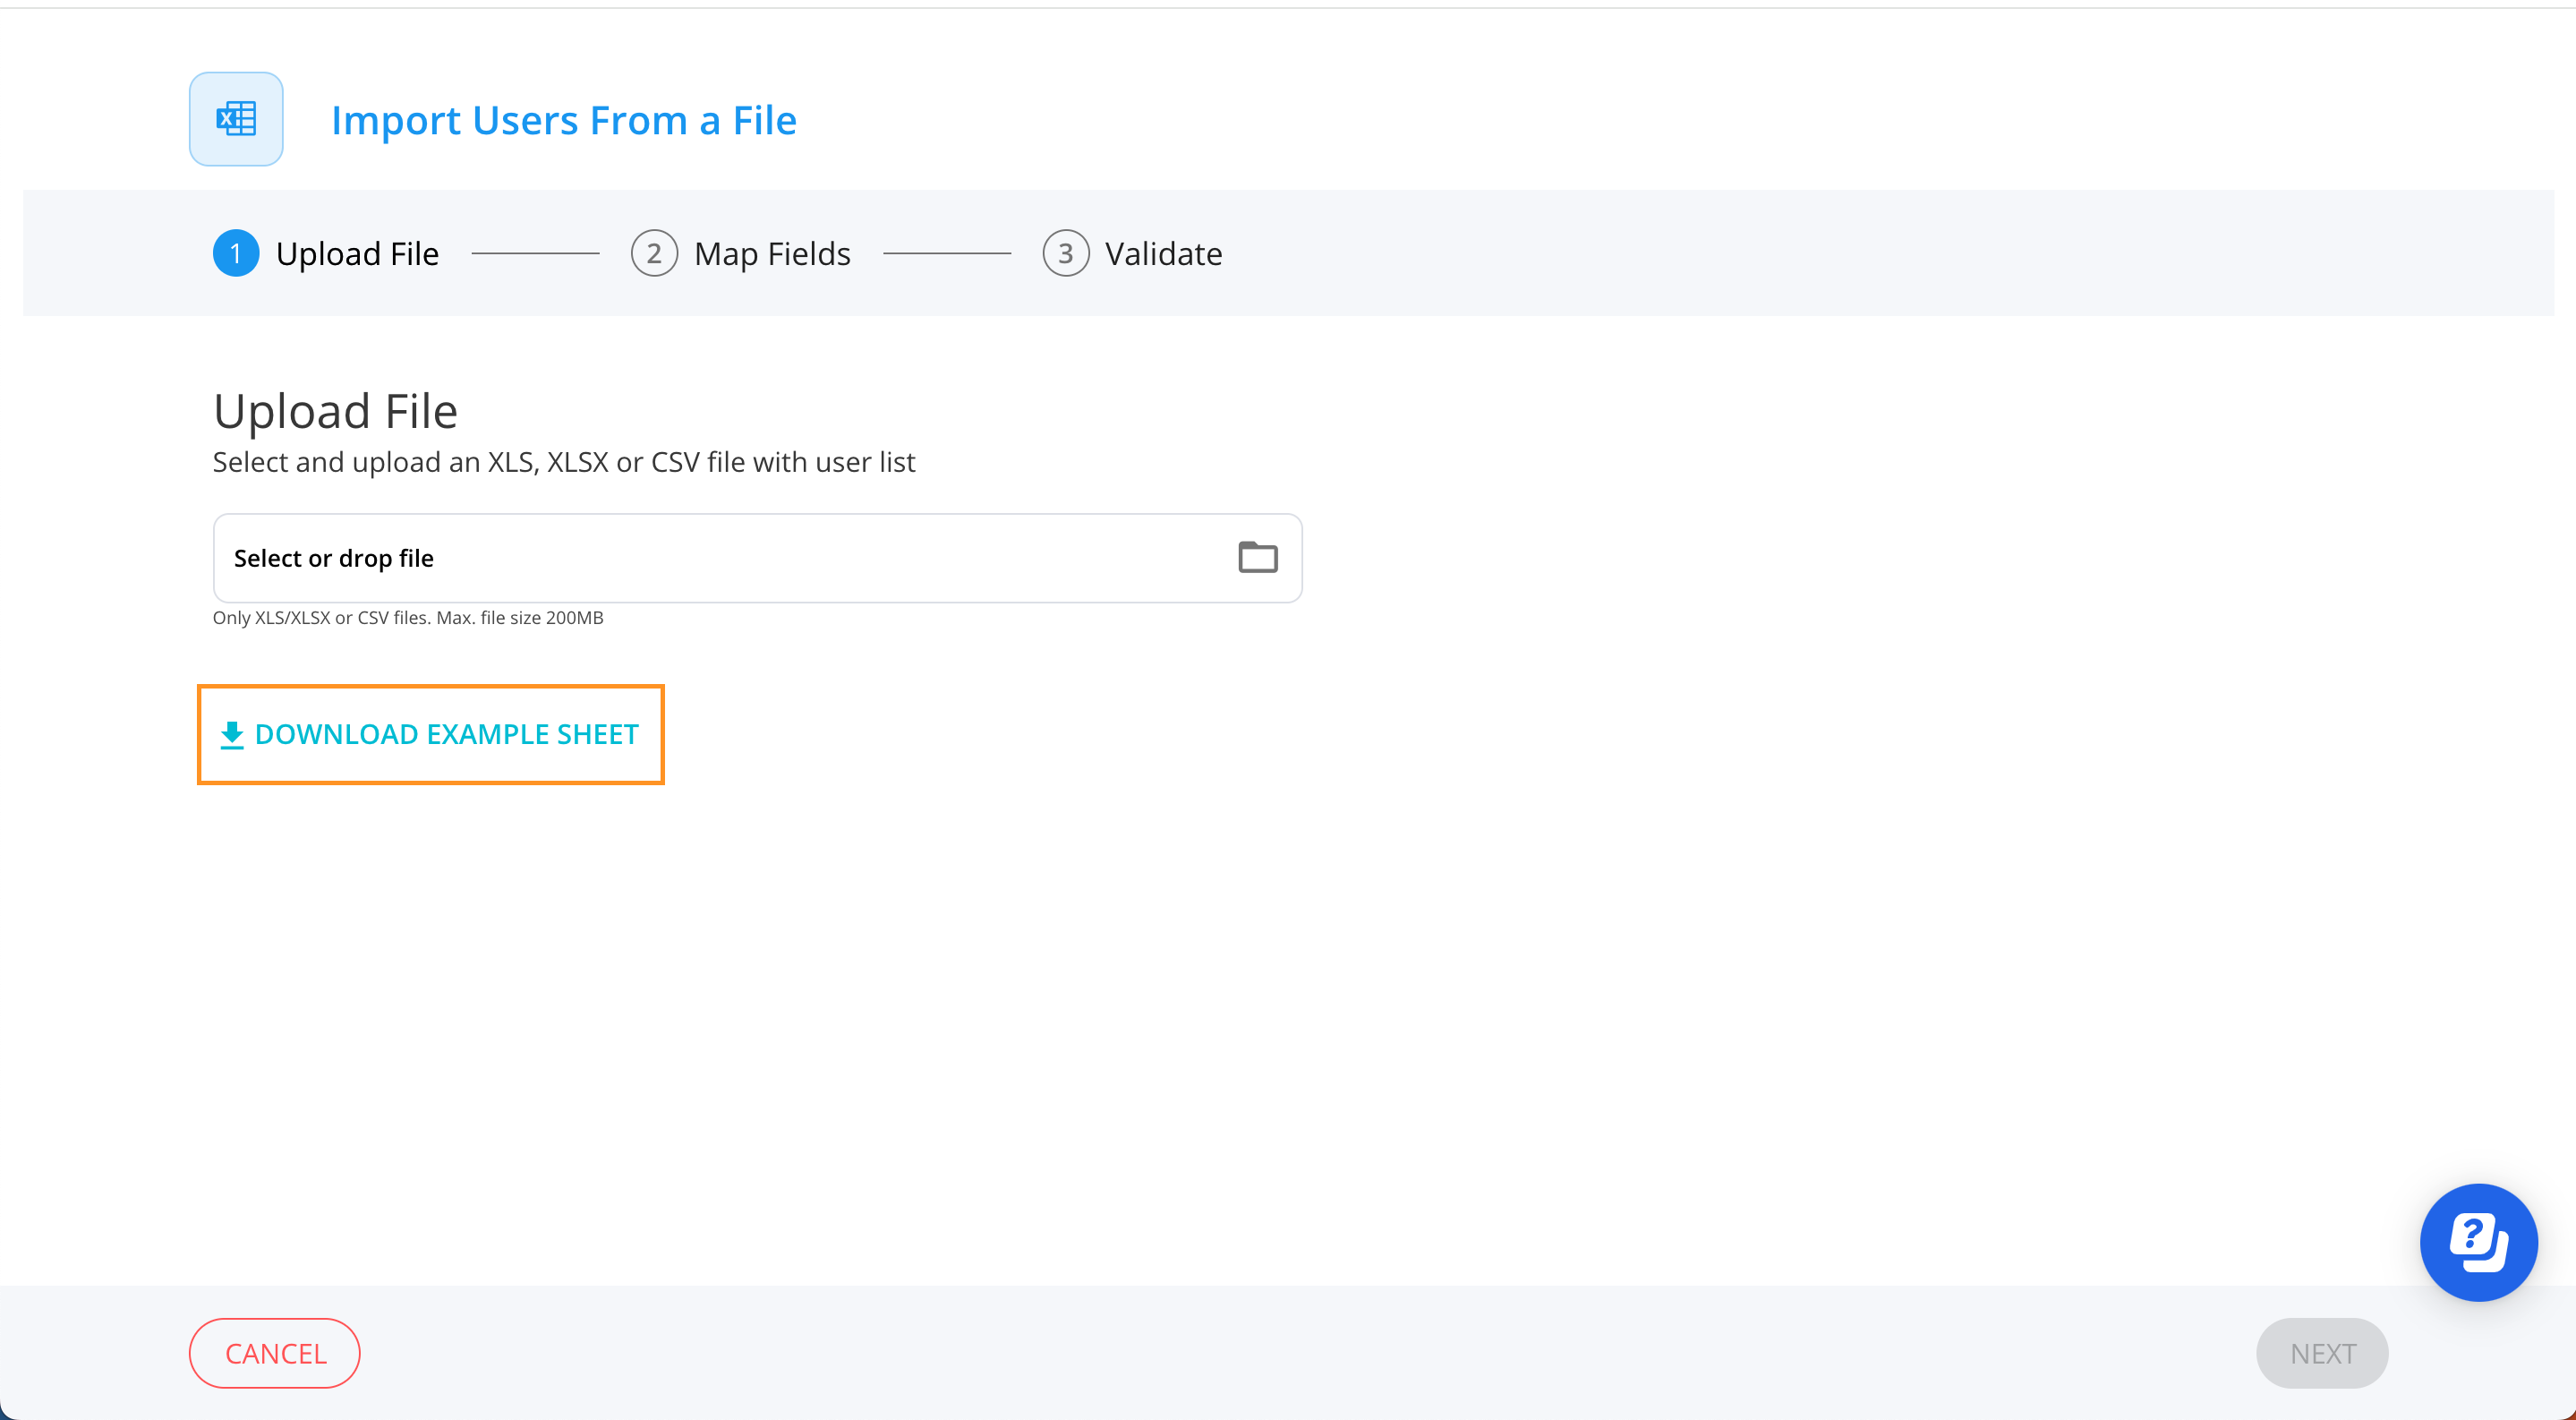 Import Users From a File
1 Upload File 2 Map Fields 3 Validate
Upload File
Select and upload an XLS, XLSX or CSV file with user list
Select or drop file
Only XLS/XLSX or CSV files. Max. file size 200MB
DOWNLOAD EXAMPLE SHEET
CANCEL NEXT